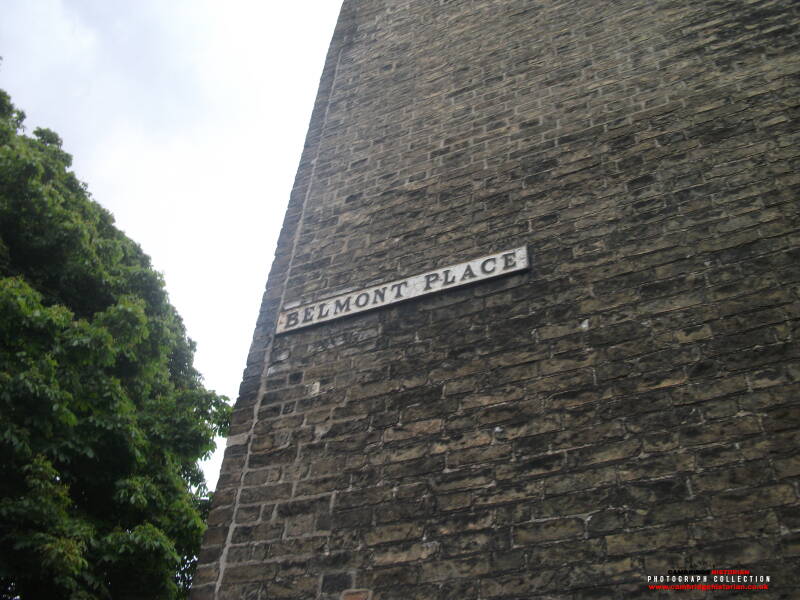 BELMONT PLACE
CAMBRIDGE HISTORIAN
PHOTOGRAPH COLLECTION
www.cambridgehistorian.co.uk